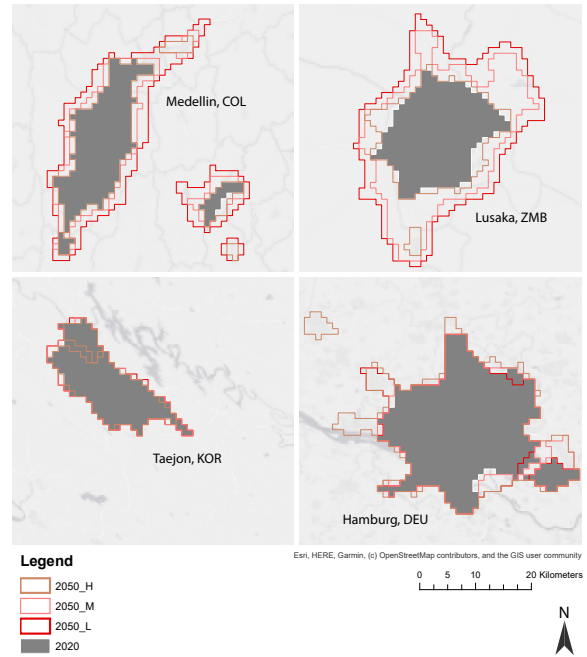 Medellin, COL
Lusaka, ZMB
Taejon, KOR
Hamburg, DEU
Esri, HERE, Garmin, (c) OpenStreetMap contributors, and the GIS user community
Legend
2050_H
2050_M
2050_L
2020
0 5 10 20 Kilometers
N